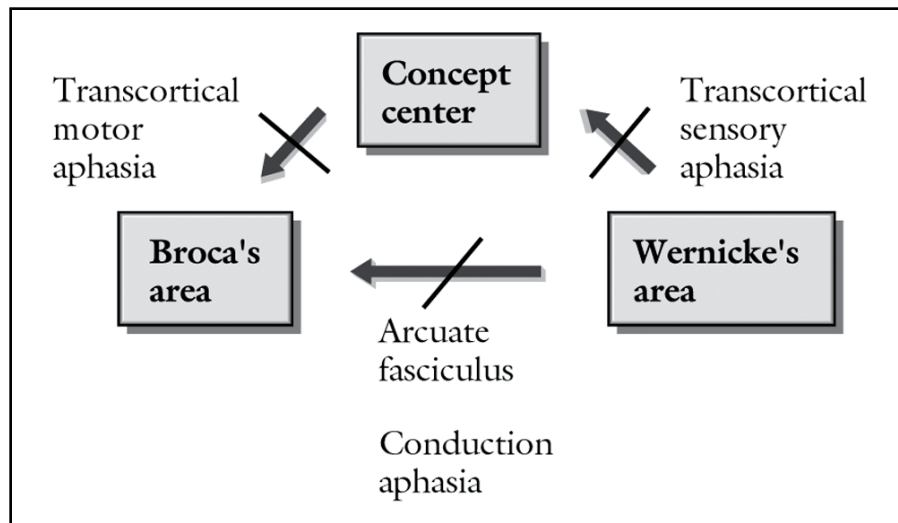 Concept
center
Transcortical
motor
aphasia
Transcortical
sensory
aphasia
Broca's
area
Wernicke's
area
Arcuate
fasciculus
Conduction
aphasia